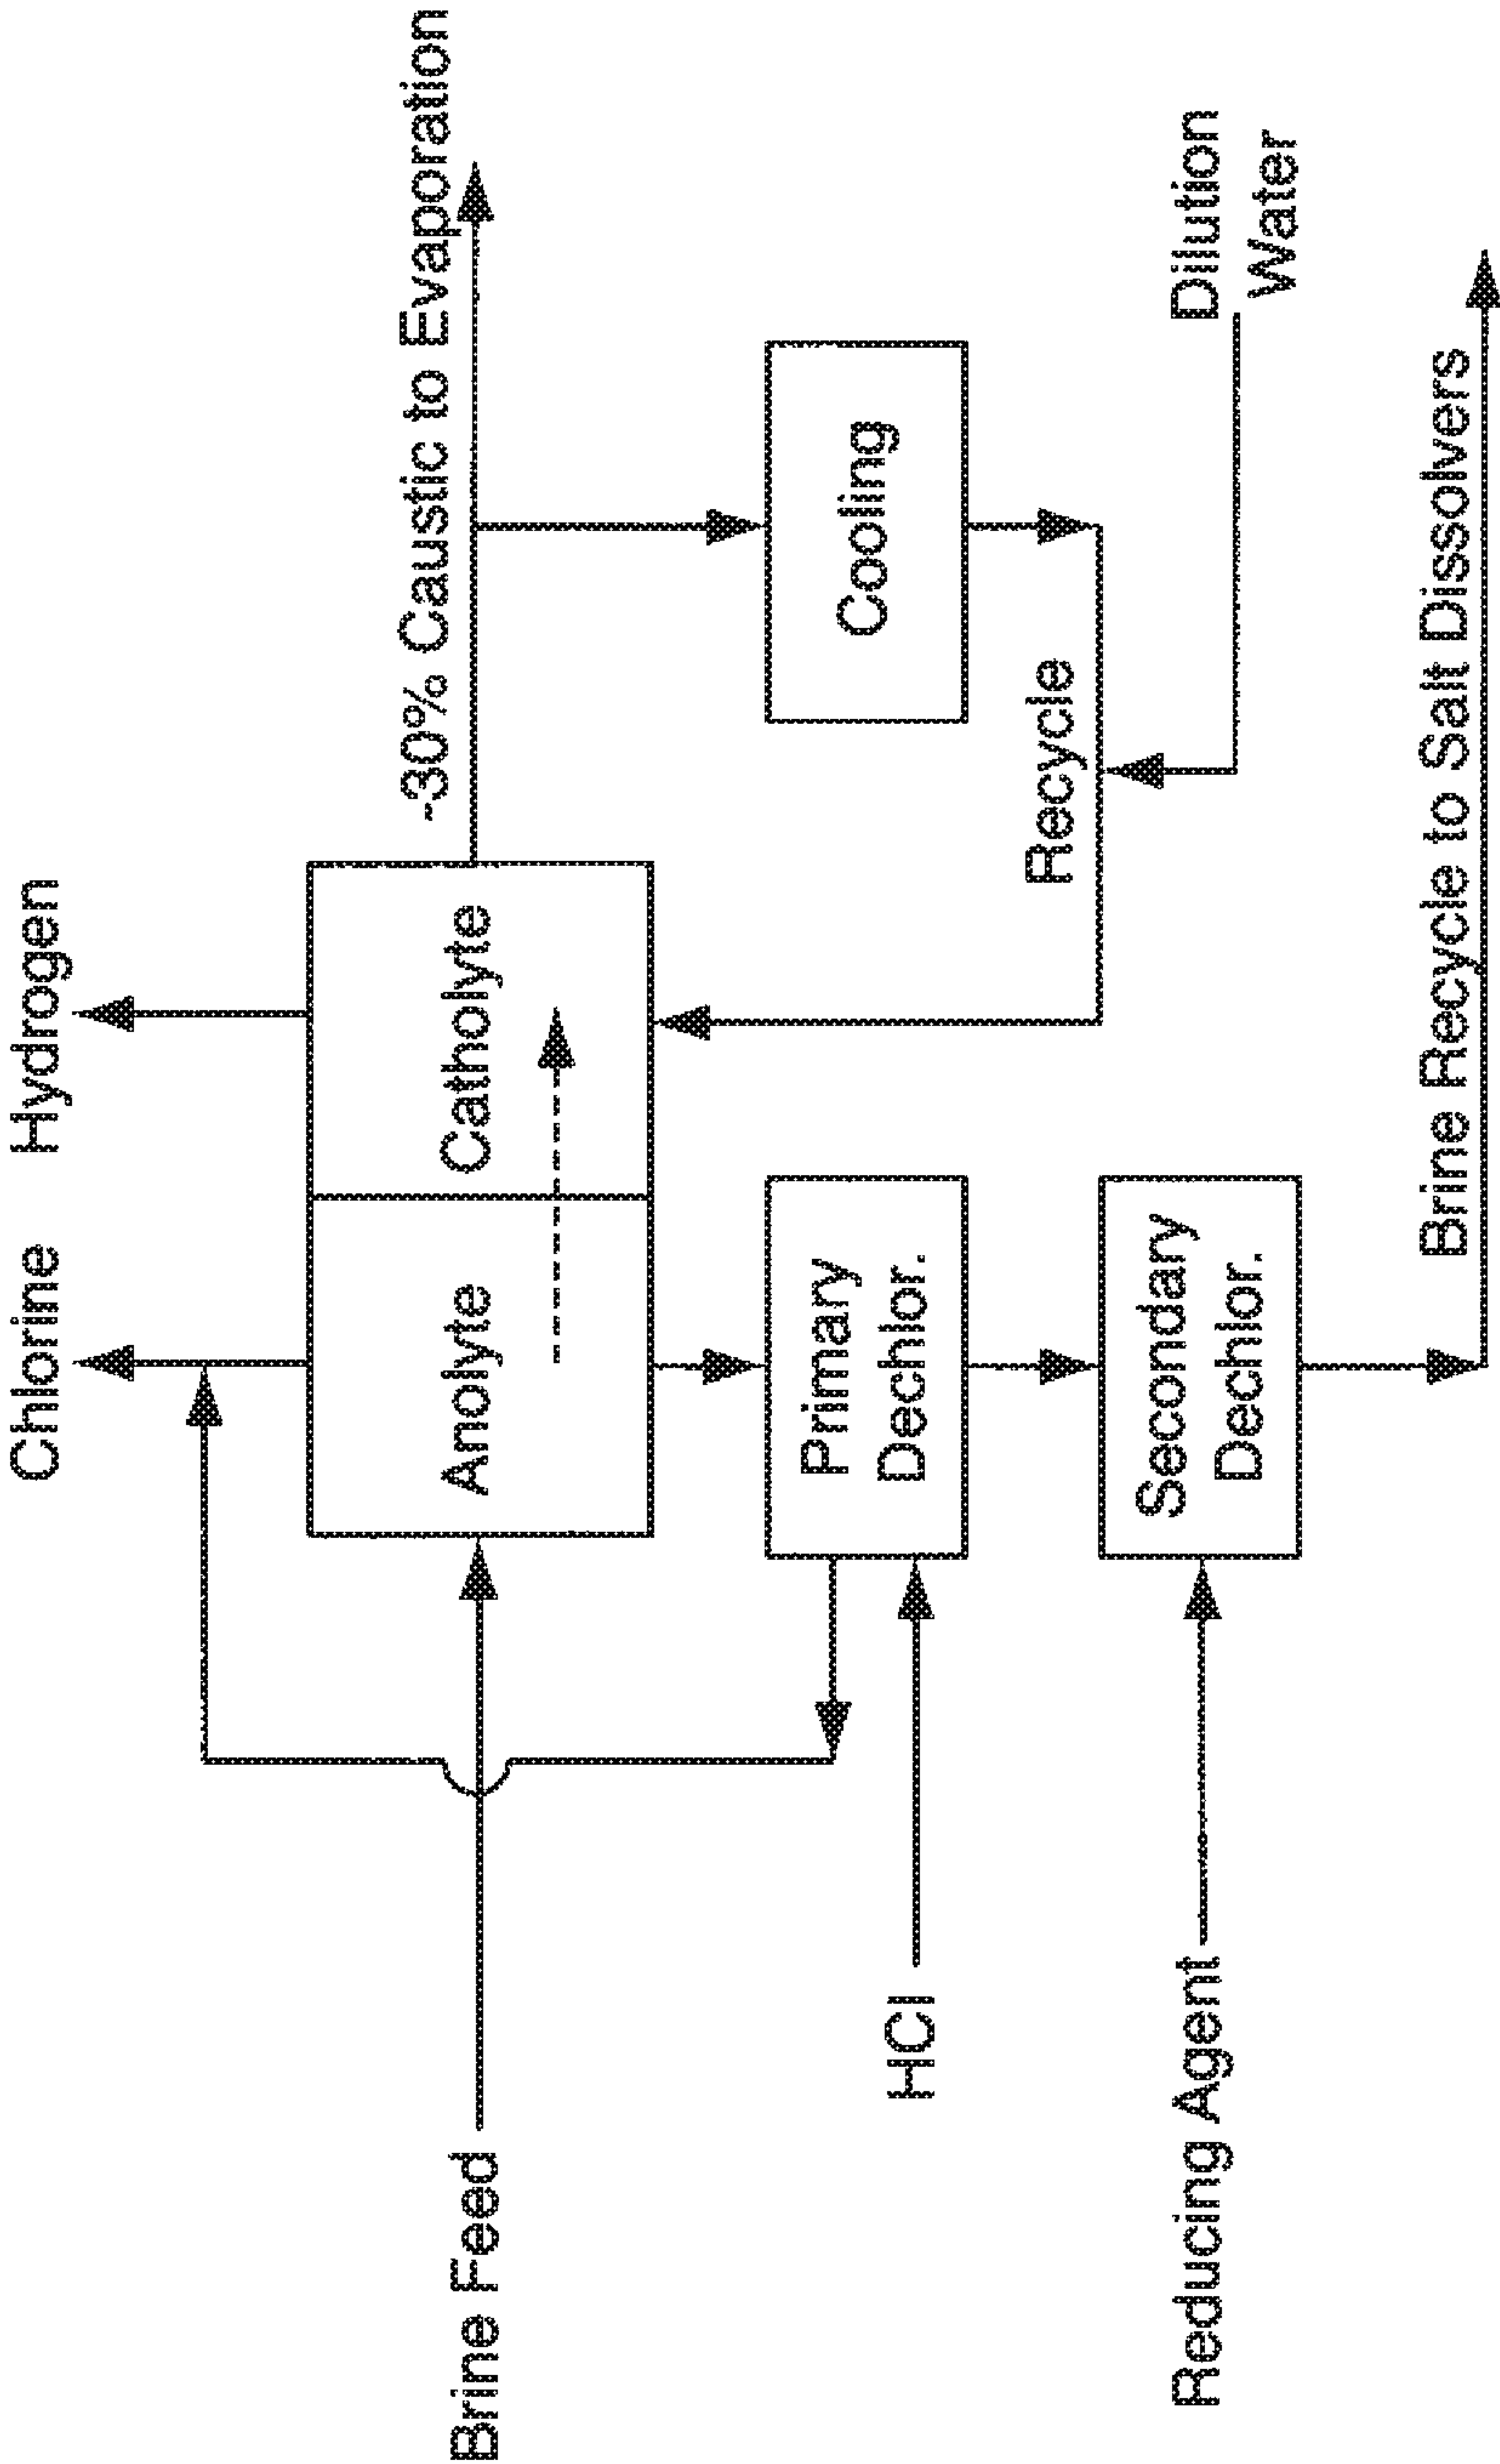 Chlorine
Hydrogen
-30% Caustic to Evaporation
Brine Feed
Anolyte
Catholyte
Primary
Dechlor.
Cooling
HCl
Recycle
Secondary
Dechlor.
Reducing Agent
Dilution
Water
Brine Recycle to Salt Dissolvers